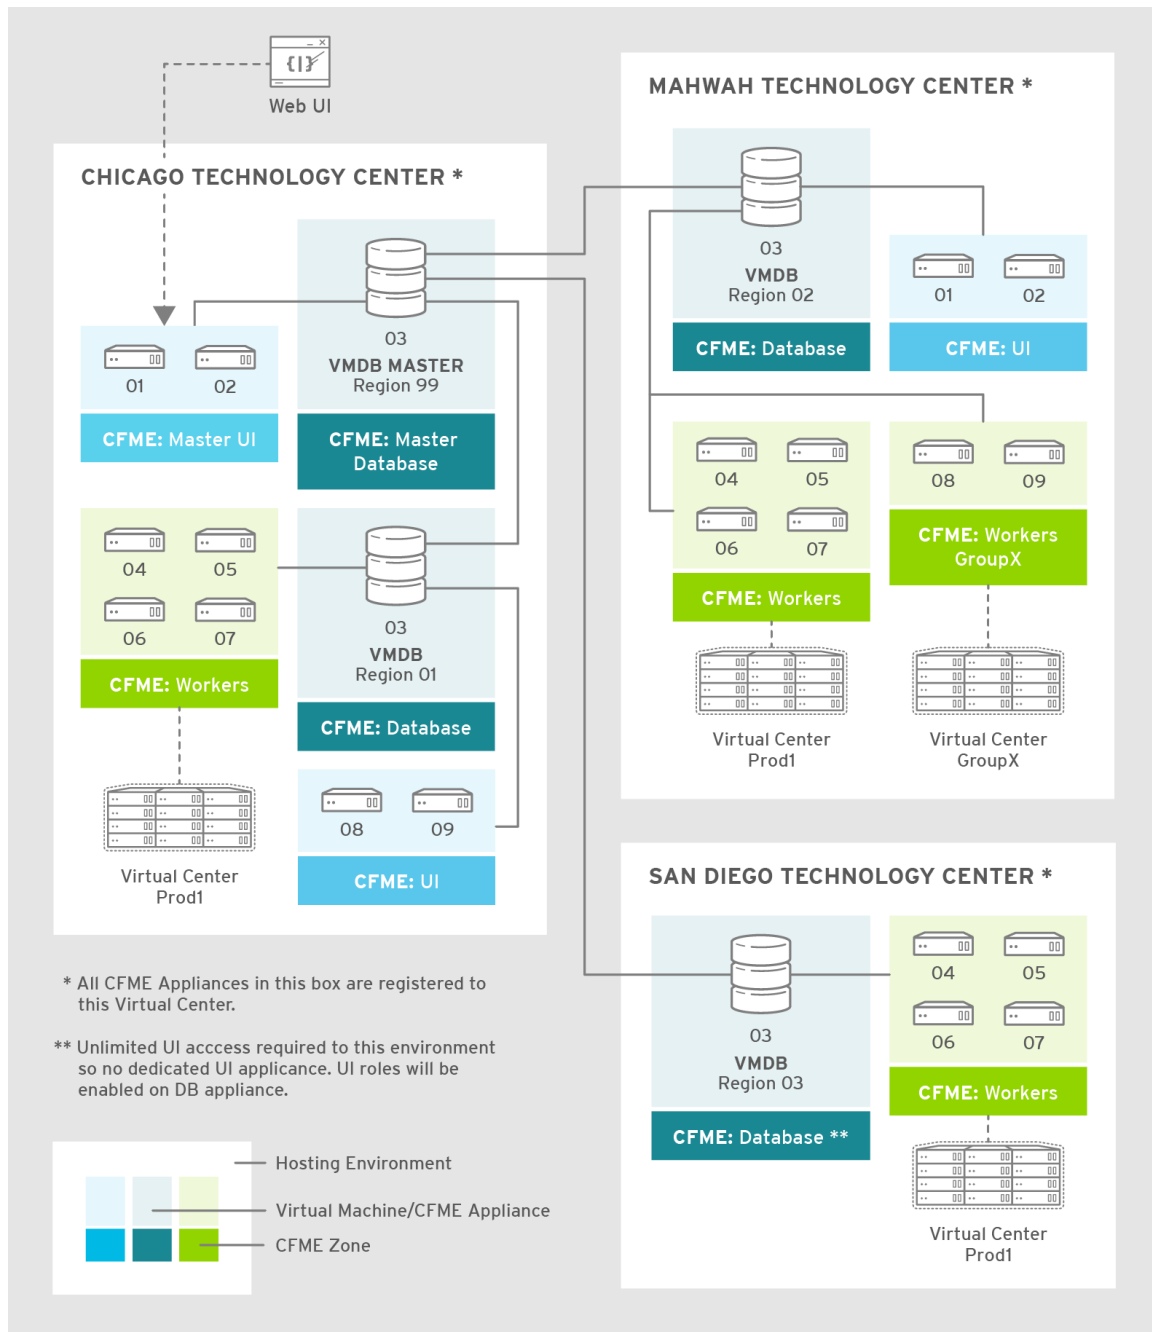 {|}
Web UI
CHICAGO TECHNOLOGY CENTER *
03
VMDB MASTER
Region 99
01
02
CFME: Master UI
CFME: Master
Database
04
05
06
07
CFME: Workers
03
VMDB
Region 01
CFME: Database
08
09
CFME: UI
Virtual Center
Prod1
MAHWAH TECHNOLOGY CENTER *
03
VMDB
Region 02
CFME: Database
01
02
CFME: UI
04
05
06
07
CFME: Workers
08
09
CFME: Workers
GroupX
Virtual Center
Prod1
Virtual Center
GroupX
SAN DIEGO TECHNOLOGY CENTER *
03
VMDB
Region 03
CFME: Database **
04
05
06
07
CFME: Workers
Virtual Center
Prod1
* All CFME Appliances in this box are registered to
this Virtual Center.
** Unlimited UI acccess required to this environment
so no dedicated UI applicance. UI roles will be
enabled on DB appliance.
Hosting Environment
Virtual Machine/CFME Appliance
CFME Zone